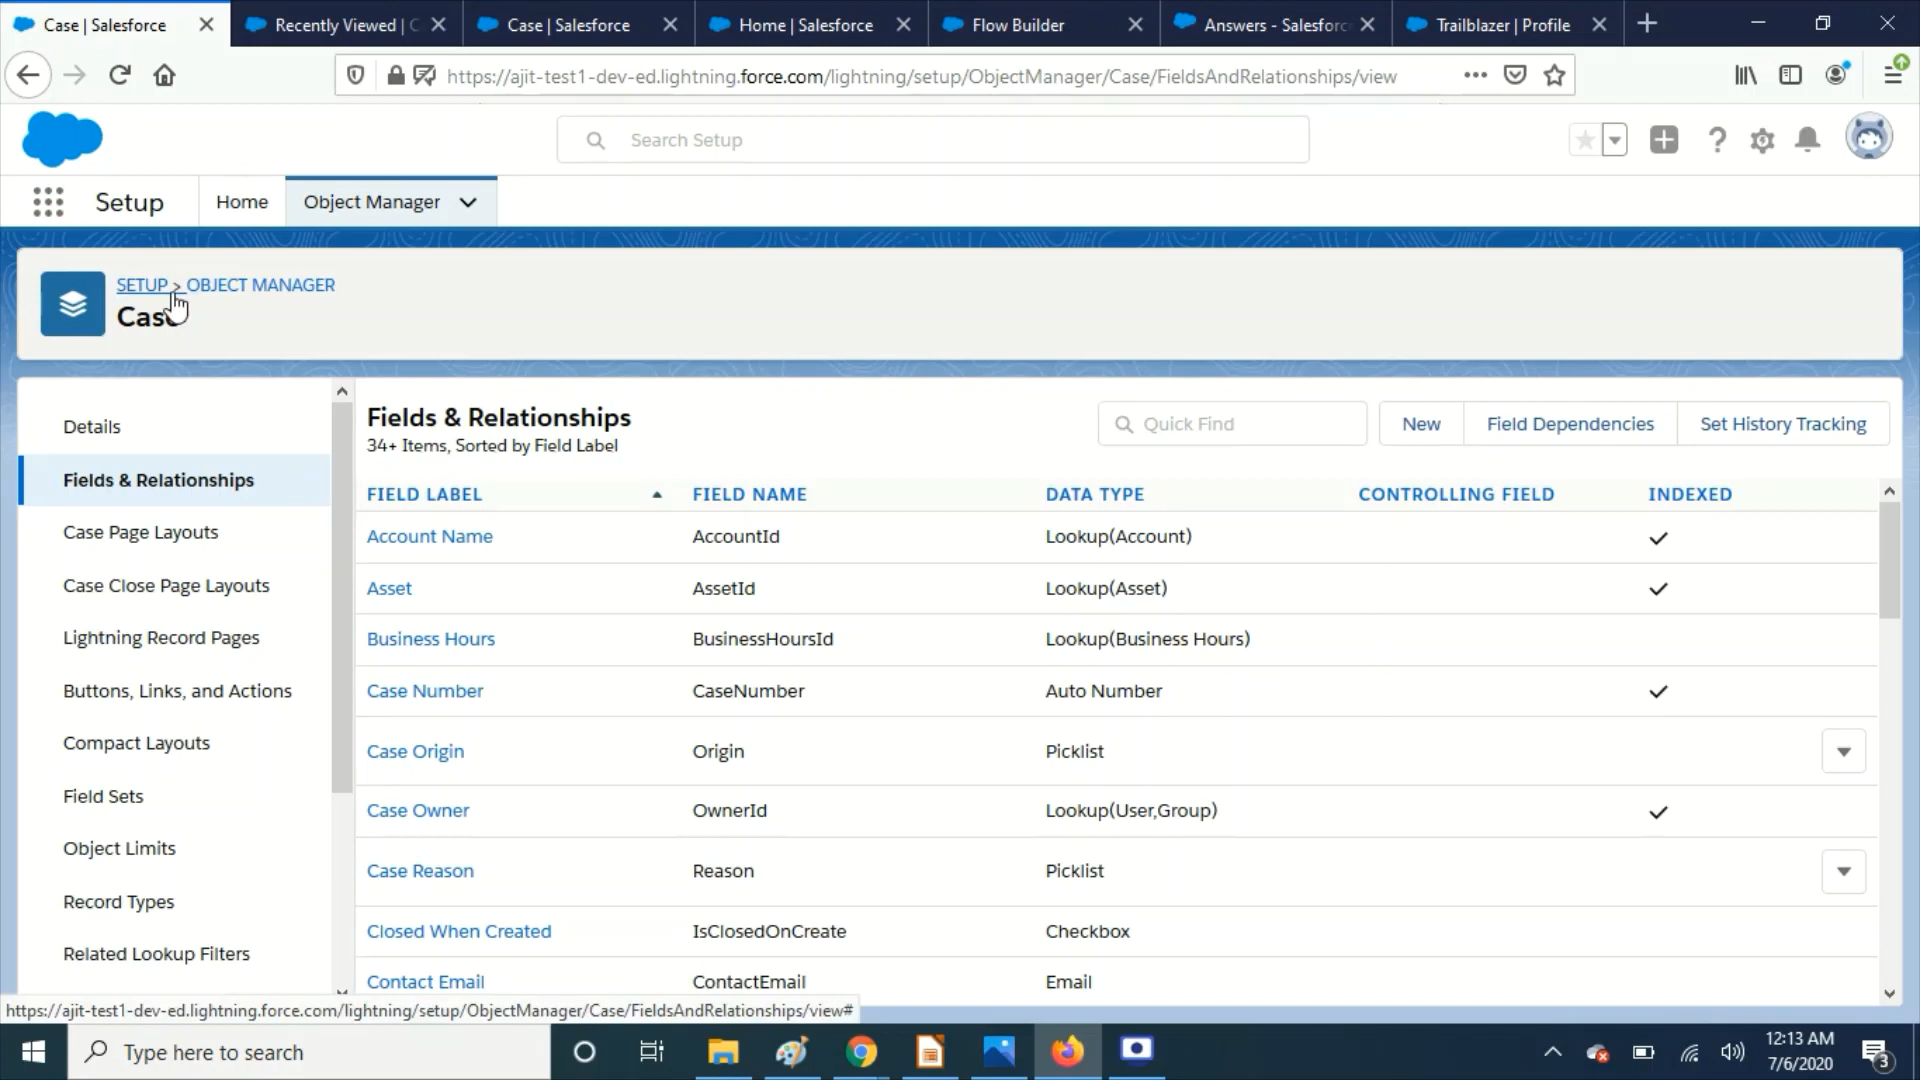 Case | Salesforce
Recently Viewed | C
Case | Salesforce
Home | Salesforce
Flow Builder
Answers - Salesforc
Trailblazer | Profile
https://ajit-test1-dev-ed.lightning.force.com/lightning/setup/ObjectManager/Case/FieldsAndRelationships/view
Search Setup
Setup
Home
Object Manager
SETUP > OBJECT MANAGER
Case
Details
Fields & Relationships
Case Page Layouts
Case Close Page Layouts
Lightning Record Pages
Buttons, Links, and Actions
Compact Layouts
Field Sets
Object Limits
Record Types
Related Lookup Filters
Fields & Relationships
34+ Items, Sorted by Field Label
Quick Find
New
Field Dependencies
Set History Tracking
FIELD LABEL FIELD NAME DATA TYPE CONTROLLING FIELD INDEXED
Account Name AccountId Lookup(Account)
Asset AssetId Lookup(Asset)
Business Hours BusinessHoursId Lookup(Business Hours)
Case Number CaseNumber Auto Number
Case Origin Origin Picklist
Case Owner OwnerId Lookup(User,Group)
Case Reason Reason Picklist
Closed When Created IsClosedOnCreate Checkbox
Contact Email ContactEmail Email
https://ajit-test1-dev-ed.lightning.force.com/lightning/setup/ObjectManager/Case/FieldsAndRelationships/view#
Type here to search
12:13 AM
7/6/2020
3